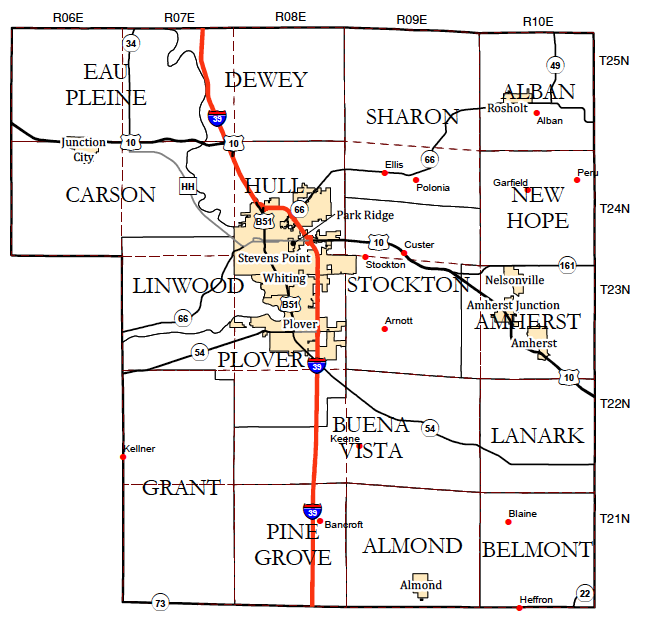 R06E
R07E
R08E
R09E
R10E
34
EAU
PLEINE
DEWEY
T25N
49
ALBAN
Rosholt
Alban
SHARON
39
Junction
City
10
10
66
Ellis
Polonia
Garfield
Peru
CARSON
HH
HULL
NEW
HOPE
T24N
B51
66
Park Ridge
10
Custer
Stevens Point
Stockton
161
LINWOOD
Whiting
STOCKTON
Nelsonville
T23N
B51
Amherst Junction
66
Plover
Arnott
AMHERST
Amherst
54
PLOVER
39
10
T22N
BUENA
VISTA
Keene
54
LANARK
Kellner
GRANT
39
Bancroft
PINE
GROVE
ALMOND
Blaine
BELMONT
T21N
Almond
73
Heffron
22